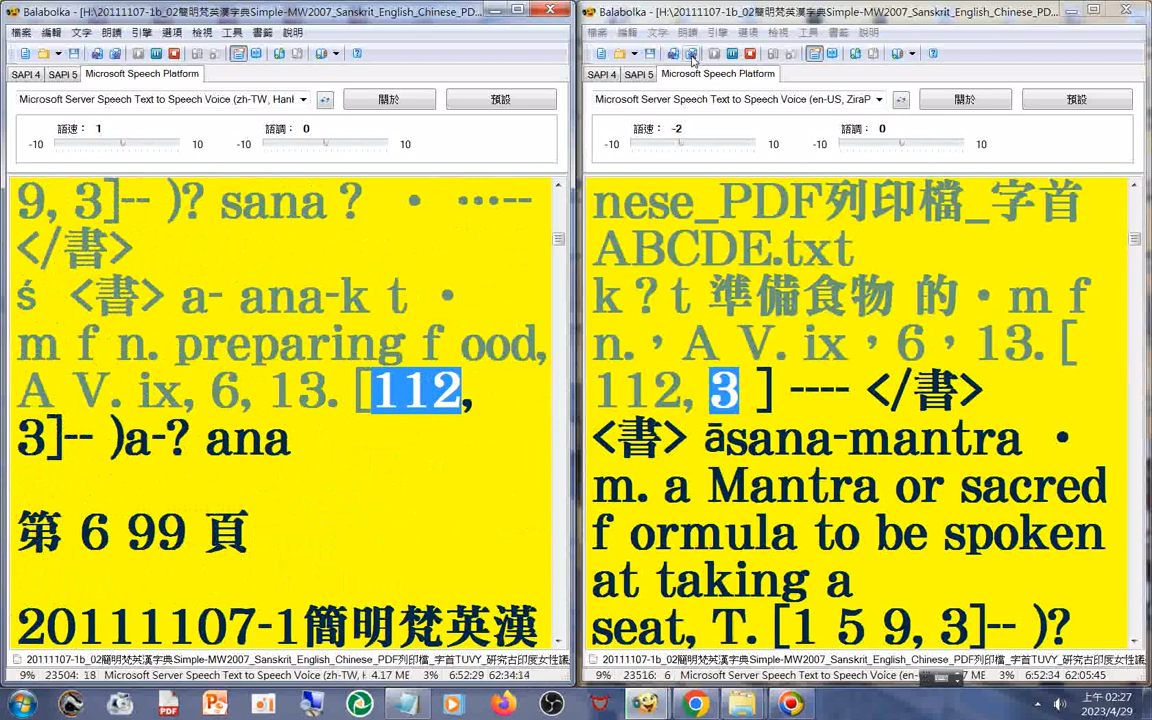 Balabolka - [H:\20111107-1b_02簡明梵英漢字典Simple-MW2007_Sanskrit_English_Chinese_PD...
檔案 編輯 文字 朗讀 引擎 選項 檢視 工具 書籤 說明
SAPI 4 SAPI 5 Microsoft Speech Platform
Microsoft Server Speech Text to Speech Voice (zh-TW, HanH
關於 預設
語速: 1 語調: 0
-10 10 -10 10
9, 3]-- )? sana ? • ···--
</書>
ś <書> a- ana-k t •
m f n. preparing f ood,
A V. ix, 6, 13. [112,
3]-- )a-? ana
第 6 99 頁
20111107-1簡明梵英漢
20111107-1b_02簡明梵英漢字典Simple-MW2007_Sanskrit_English_Chinese_PDF列印檔_字首TUVY_研究古印度女性議
9% 23504: 18 Microsoft Server Speech Text to Speech Voice (zh-TW, H 4.17 ME 3% 6:52:29 62:34:14
Balabolka - [H:\20111107-1b_02簡明梵英漢字典Simple-MW2007_Sanskrit_English_Chinese_PD...
檔案 編輯 文字 朗讀 引擎 選項 檢視 工具 書籤 說明
SAPI 4 SAPI 5 Microsoft Speech Platform
Microsoft Server Speech Text to Speech Voice (en-US, ZiraP
關於 預設
語速: -2 語調: 0
-10 10 -10 10
nese_PDF列印檔_字首
ABCDE.txt
k ? t 準備食物 的 • m f
n.，A V. ix，6，13. [
112, 3 ] ---- </書>
<書> āsana-mantra •
m. a Mantra or sacred
f ormula to be spoken
at taking a
seat, T. [1 5 9, 3]-- )?
20111107-1b_02簡明梵英漢字典Simple-MW2007_Sanskrit_English_Chinese_PDF列印檔_字首TUVY_研究古印度女性議
9% 23516: 6 Microsoft Server Speech Text to Speech Voice (en-US 3% 6:52:34 62:05:45
上午 02:27
2023/4/29